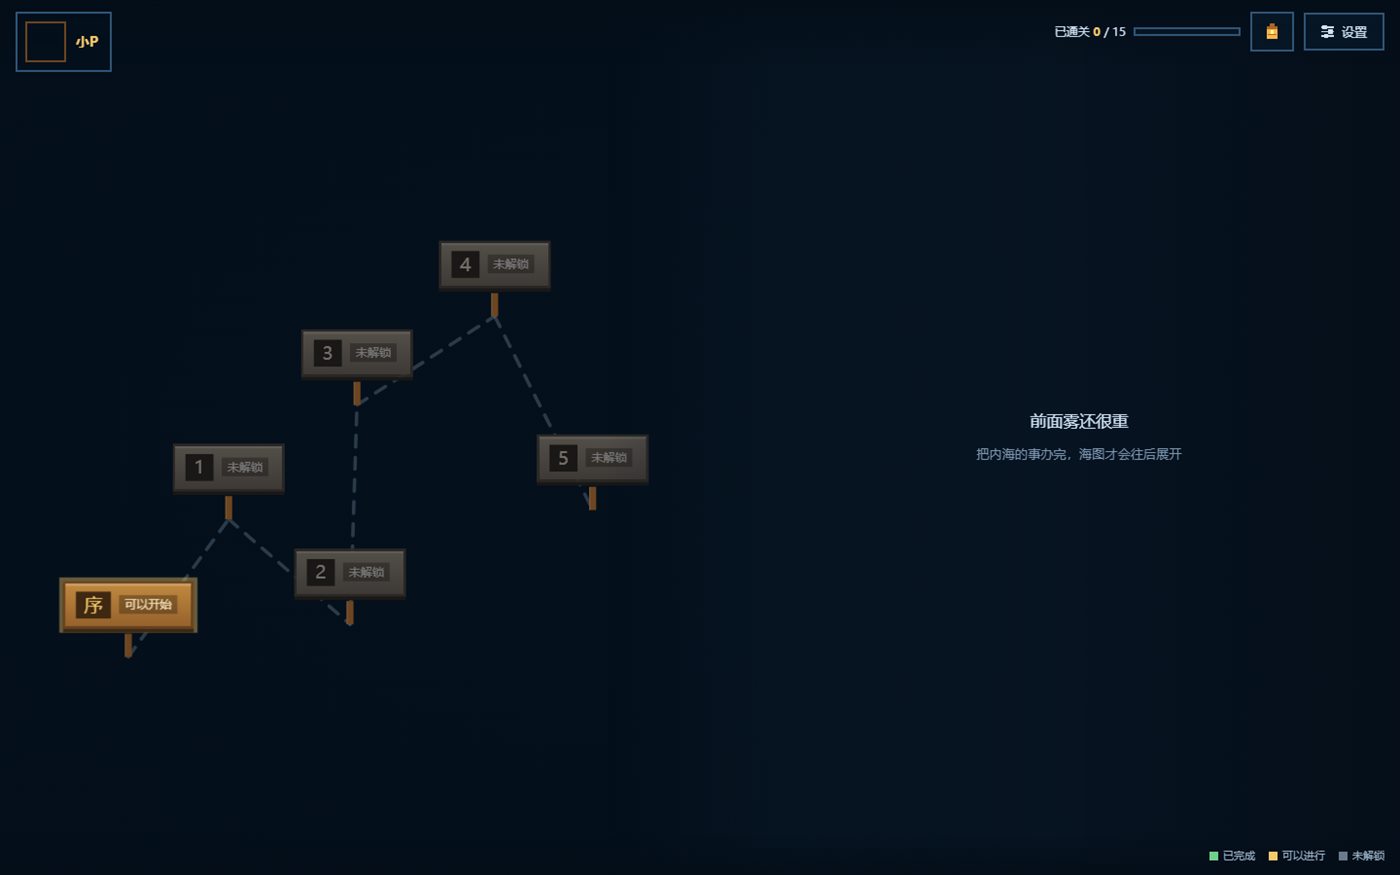 小P
已通关 0 / 15
设置
4 未解锁
3 未解锁
前面雾还很重
把内海的事办完，海图才会往后展开
1 未解锁
5 未解锁
2 未解锁
序 可以开始
已完成 可以进行 未解锁